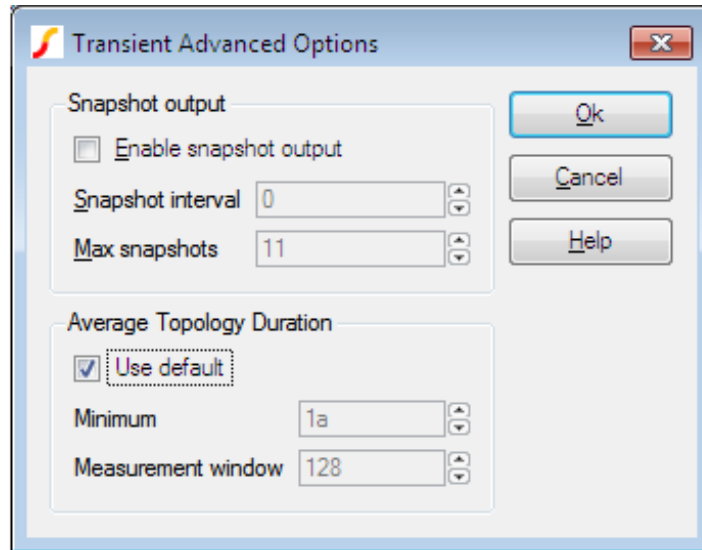 Transient Advanced Options
Snapshot output
Enable snapshot output
Snapshot interval 0
Max snapshots 11
Ok
Cancel
Help
Average Topology Duration
Use default
Minimum 1a
Measurement window 128